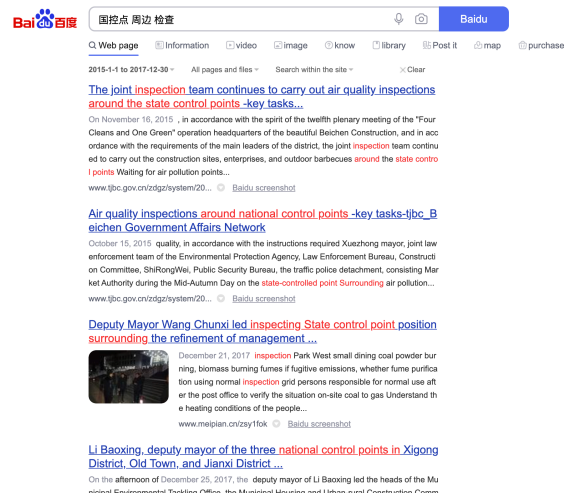 Bai du 百度
国控点 周边 检查
Baidu
Web page Information video image know library Post it map purchase
2015-1-1 to 2017-12-30 All pages and files Search within the site Clear
The joint inspection team continues to carry out air quality inspections
around the state control points -key tasks...
On November 16, 2015 , in accordance with the spirit of the twelfth plenary meeting of the "Four
Cleans and One Green" operation headquarters of the beautiful Beichen Construction, and in acc
ordance with the requirements of the main leaders of the district, the joint inspection team continu
ed to carry out the construction sites, enterprises, and outdoor barbecues around the state contro
l points Waiting for air pollution points...
www.tjbc.gov.cn/zdgz/system/20... Baidu screenshot
Air quality inspections around national control points -key tasks-tjbc_B
eichen Government Affairs Network
October 15, 2015 quality, in accordance with the instructions required Xuezhong mayor, joint law
enforcement team of the Environmental Protection Agency, Law Enforcement Bureau, Constructi
on Committee, ShiRongWei, Public Security Bureau, the traffic police detachment, consisting Mar
ket Authority during the Mid-Autumn Day on the state-controlled point Surrounding air pollution...
www.tjbc.gov.cn/zdgz/system/20... Baidu screenshot
Deputy Mayor Wang Chunxi led inspecting State control point position
surrounding the refinement of management ...
December 21, 2017 inspection Park West small dining coal powder bur
ning, biomass burning fumes if fugitive emissions, whether fume purifica
tion using normal inspection grid persons responsible for normal use aft
er the post office to verify the situation on-site coal to gas Understand th
e heating conditions of the people...
www.meipian.cn/zsy1fok Baidu screenshot
Li Baoxing, deputy mayor of the three national control points in Xigong
District, Old Town, and Jianxi District ...
On the afternoon of December 25, 2017, the deputy mayor of Li Baoxing led the heads of the Mu
nicipal Environmental Tackling Office, the Municipal Housing and Urban-rural Construction Comm